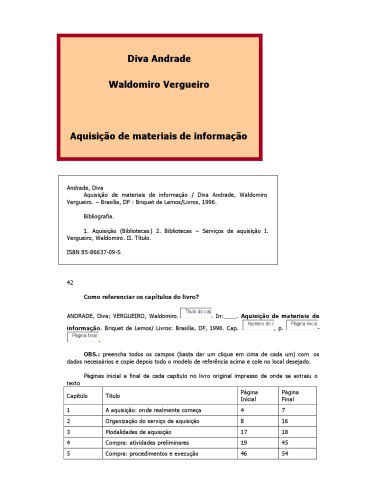 Diva Andrade
Waldomiro Vergueiro
Aquisição de materiais de informação
Andrade, Diva
Aquisição de materiais de informação / Diva Andrade, Waldomiro
Vergueiro. – Brasília, DF : Briquet de Lemos/Livros, 1996.
Bibliografia.
1. Aquisição (Bibliotecas) 2. Bibliotecas – Serviços de aquisição I.
Vergueiro, Waldomiro. II. Título.
ISBN 85-86637-09-5
42
Como referenciar os capítulos do livro?
ANDRADE, Diva; VERGUEIRO, Waldomiro. Título do cap . In:____. Aquisição de materiais de
informação. Briquet de Lemos/ Livros: Brasília, DF, 1996. Cap. Número do , p. Página inicial -
Página final .
OBS.: preencha todos os campos (basta dar um clique em cima de cada um) com os
dados necessários e copie depois todo o modelo de referência acima e cole no local desejado.
Páginas inicial e final de cada capítulo no livro original impresso de onde se extraiu o
texto
Capítulo Título Página Inicial Página Final
1 A aquisição: onde realmente começa 4 7
2 Organização do serviço de aquisição 8 16
3 Modalidades de aquisição 17 18
4 Compra: atividades preliminares 19 45
5 Compra: procedimentos e execução 46 54